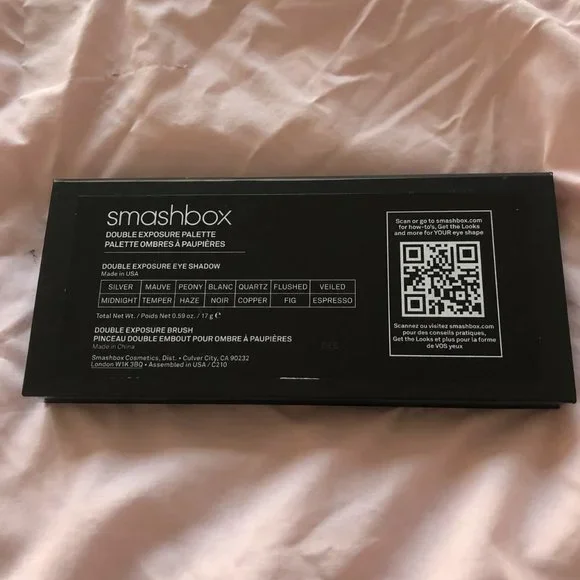 smashbox
DOUBLE EXPOSURE PALETTE
PALETTE OMBRES À PAUPIÈRES
DOUBLE EXPOSURE EYE SHADOW
Made in USA
SILVER MAUVE PEONY BLANC QUARTZ FLUSHED VEILED
MIDNIGHT TEMPER HAZE NOIR COPPER FIG ESPRESSO
Total Net Wt. / Poids Net 0.59 oz. / 17 g ℮
DOUBLE EXPOSURE BRUSH
PINCEAU DOUBLE EMBOUT POUR OMBRE À PAUPIÈRES
Made in China
Smashbox Cosmetics, Dist. • Culver City, CA 90232
London W1K 3BQ • Assembled in USA / C210
Scan or go to smashbox.com
for how-to's, Get the Looks
and more for YOUR eye shape
Scannez ou visitez smashbox.com
pour des conseils pratiques,
Get the Looks et plus pour la forme
de VOS yeux